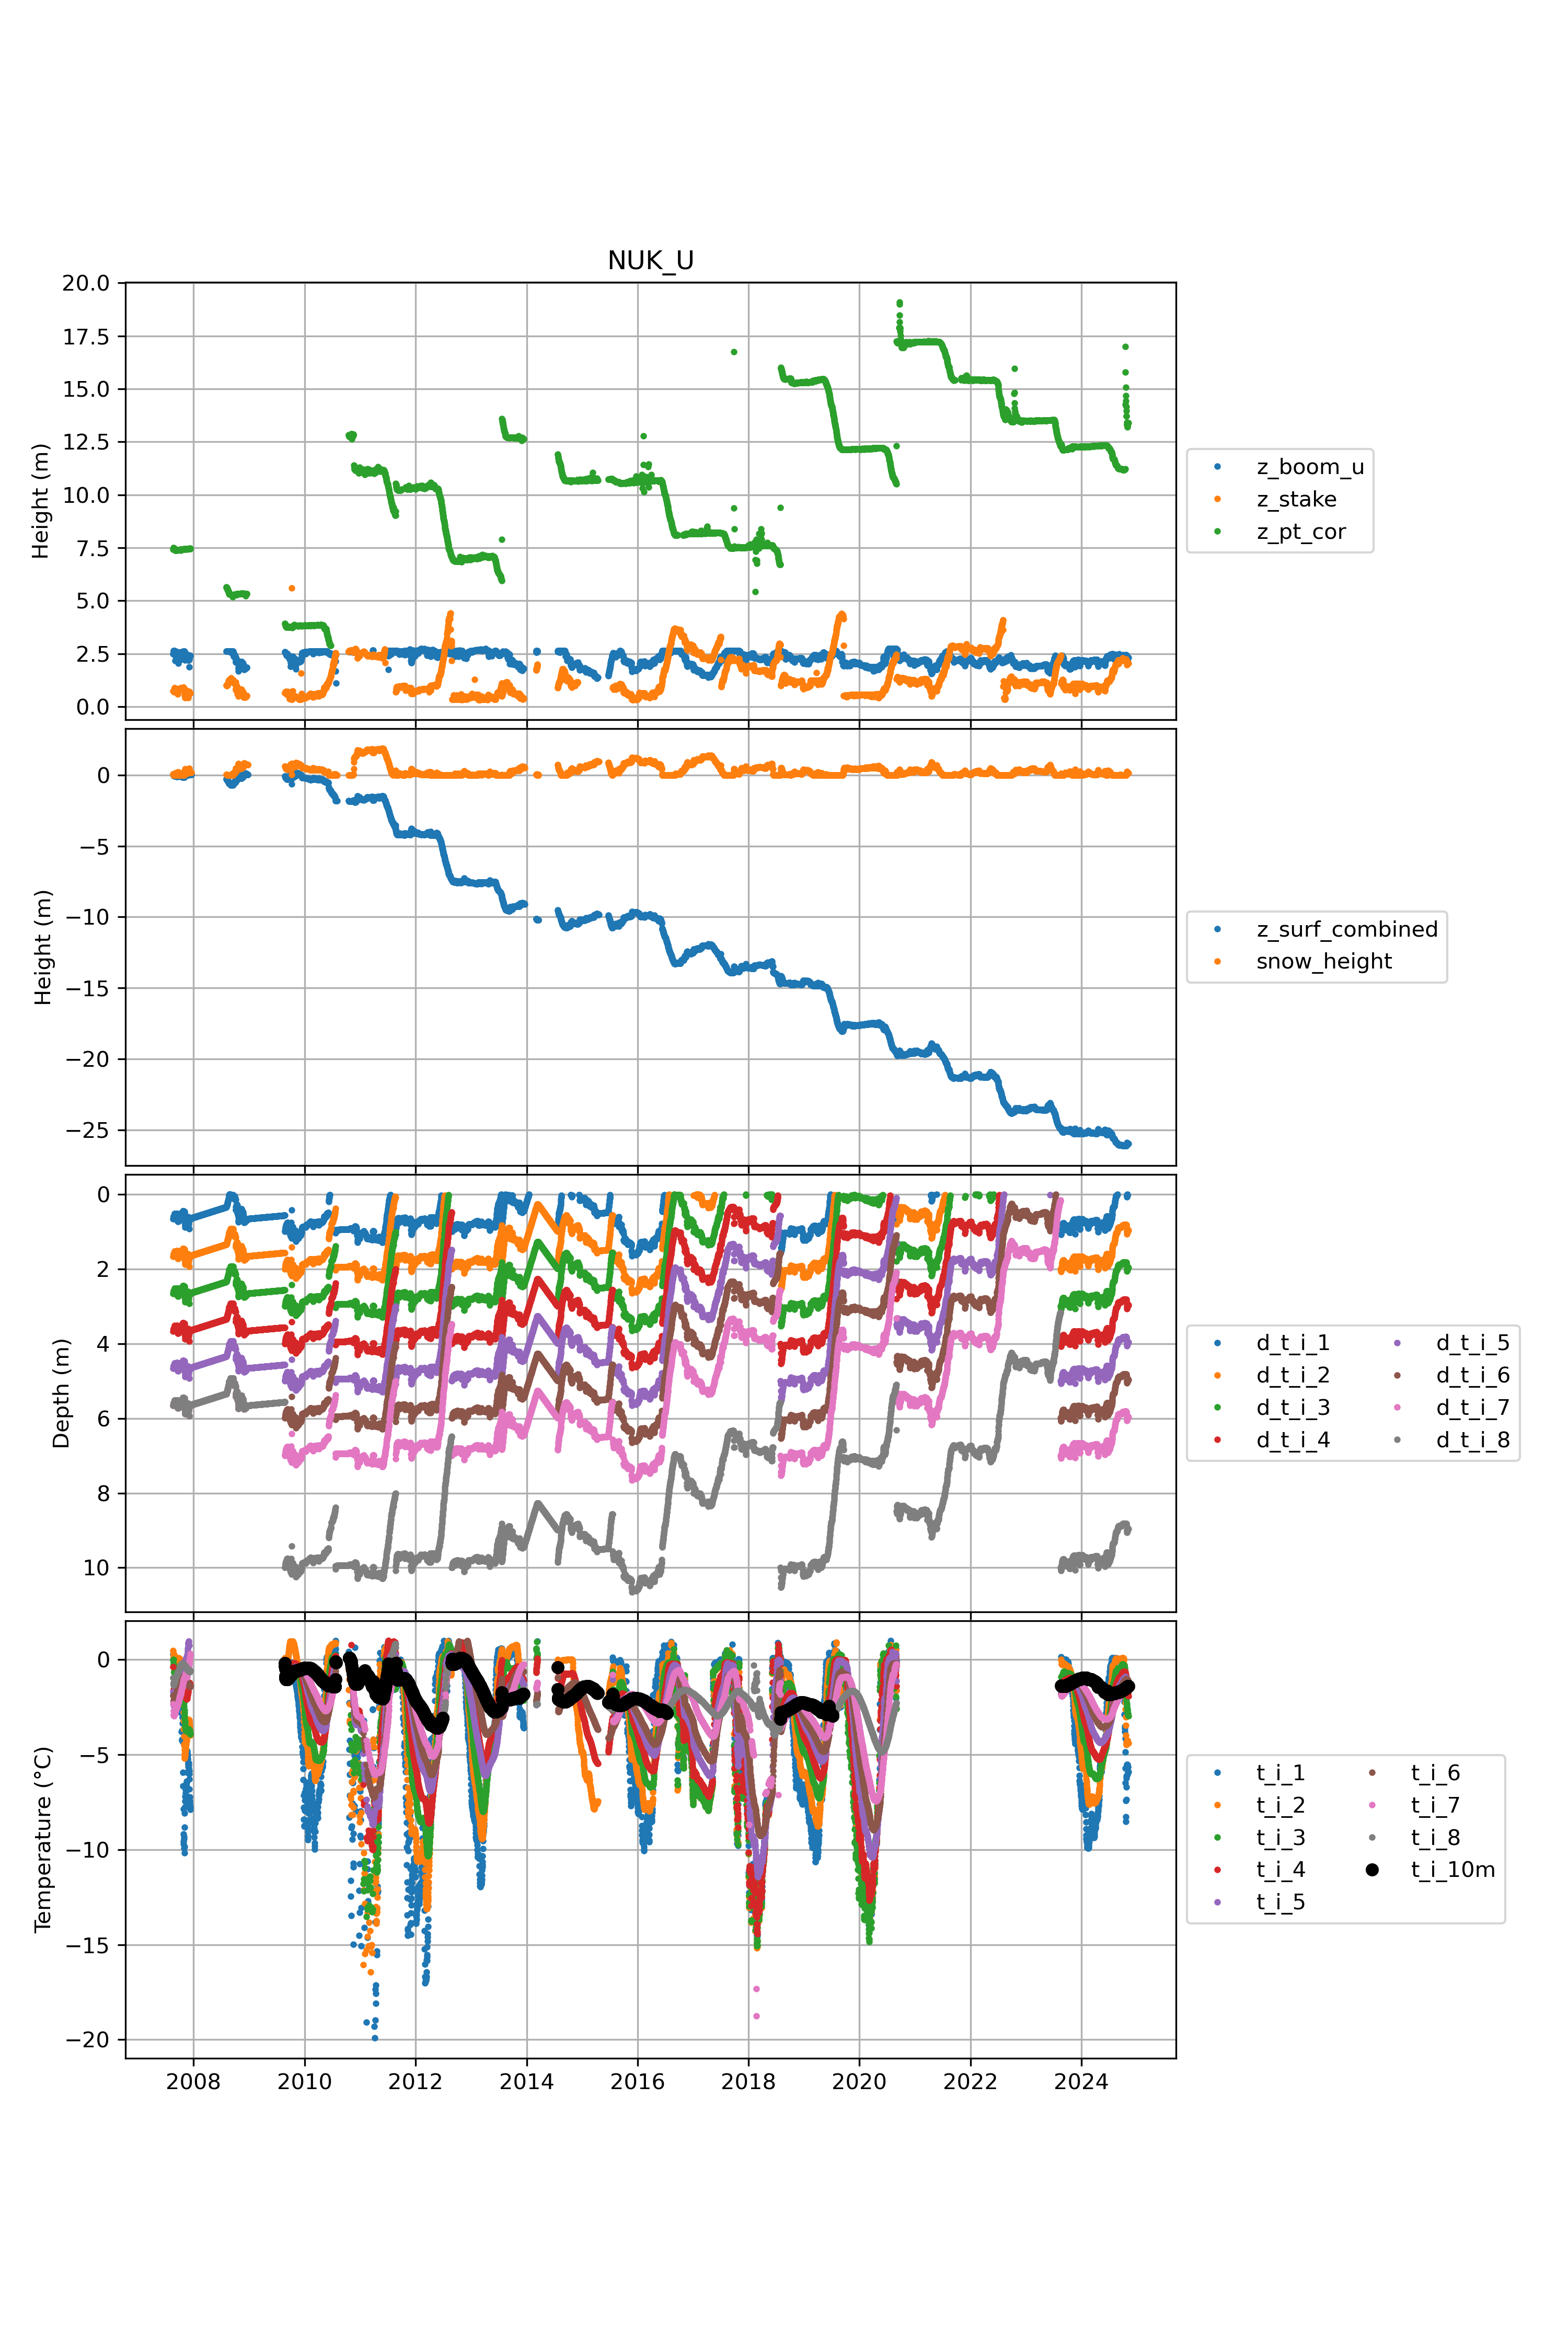 NUK_U
20.0
17.5
15.0
12.5
10.0
7.5
5.0
2.5
0.0
Height (m)
z_boom_u
z_stake
z_pt_cor
0
−5
−10
−15
−20
−25
Height (m)
z_surf_combined
snow_height
0
2
4
6
8
10
Depth (m)
d_t_i_1
d_t_i_2
d_t_i_3
d_t_i_4
d_t_i_5
d_t_i_6
d_t_i_7
d_t_i_8
0
−5
−10
−15
−20
Temperature (°C)
t_i_1
t_i_2
t_i_3
t_i_4
t_i_5
t_i_6
t_i_7
t_i_8
t_i_10m
2008 2010 2012 2014 2016 2018 2020 2022 2024